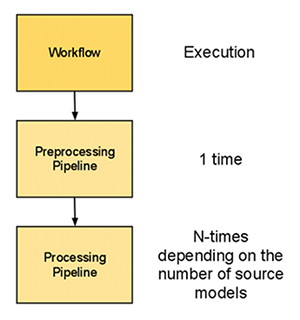 Workflow
Execution
Preprocessing
Pipeline
1 time
Processing
Pipeline
N-times
depending on the
number of source
models